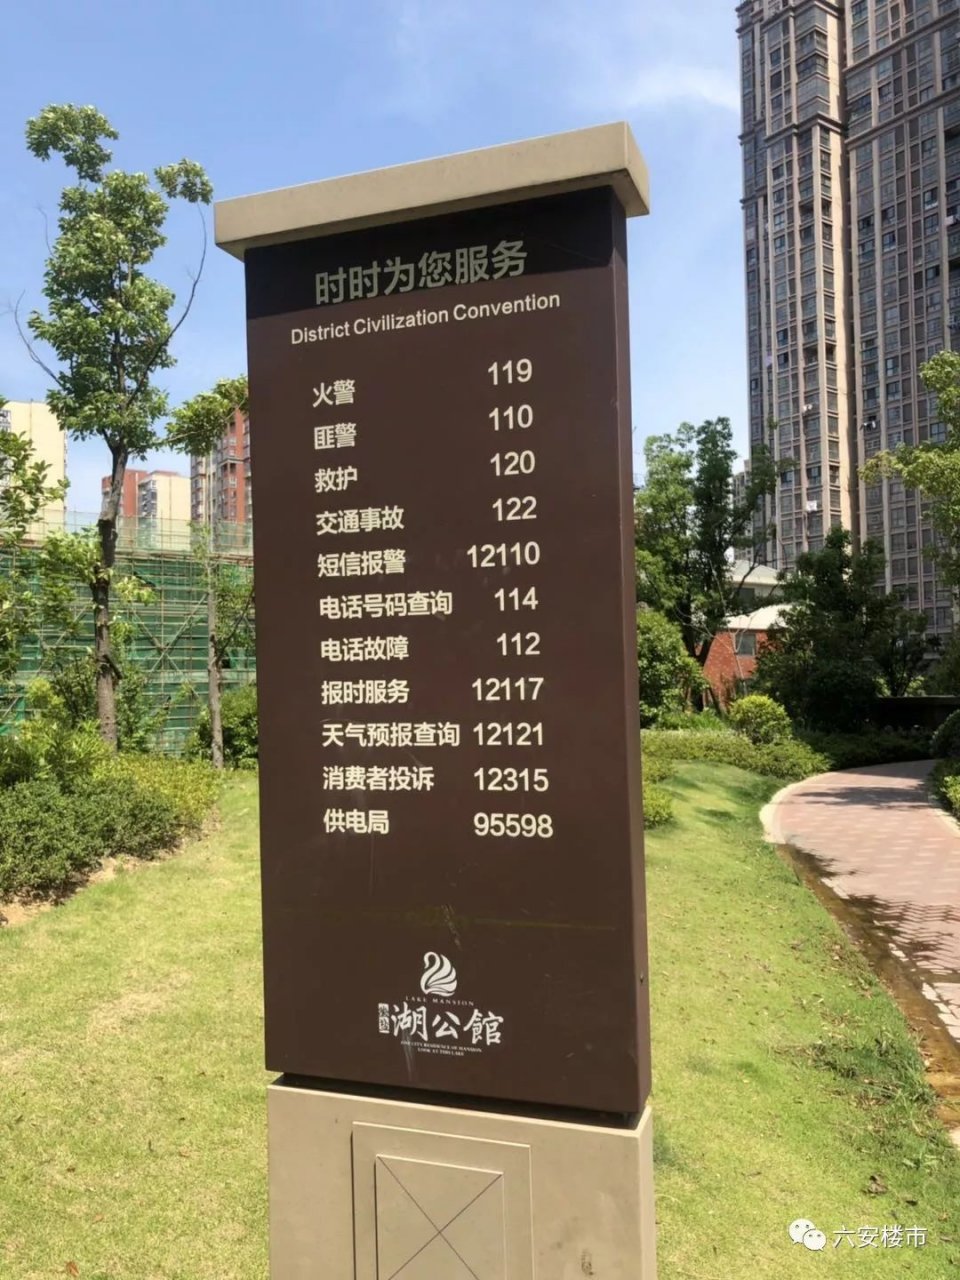 时时为您服务
District Civilization Convention
火警 119
匪警 110
救护 120
交通事故 122
短信报警 12110
电话号码查询 114
电话故障 112
报时服务 12117
天气预报查询 12121
消费者投诉 12315
供电局 95598
LAKE MANSION
湖公館
六安楼市